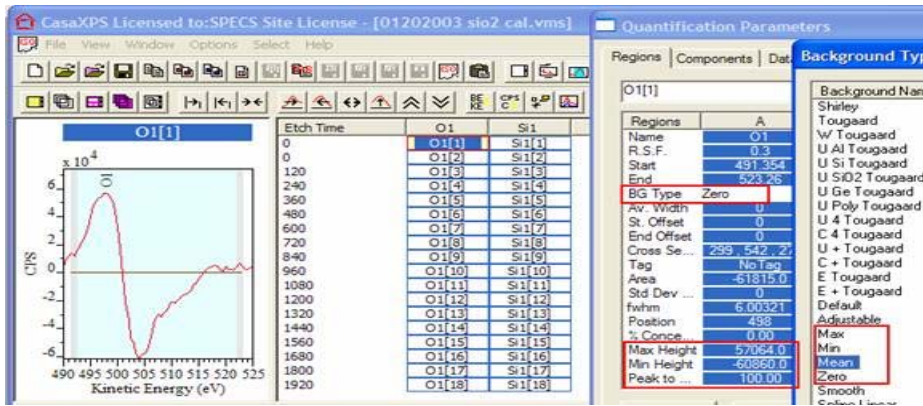 CasaXPS Licensed to:SPECS Site License - [01202003 sio2 cal.vms]
File View Window Options Select Help
O1[1]
x 10^4
O1
6
4
2
0
-2
-4
-6
CPS
490 495 500 505 510 515 520 525
Kinetic Energy (eV)
Etch Time O1 Si1
0 O1[1] Si1[1]
0 O1[2] Si1[2]
120 O1[3] Si1[3]
240 O1[4] Si1[4]
360 O1[5] Si1[5]
480 O1[6] Si1[6]
600 O1[7] Si1[7]
720 O1[8] Si1[8]
840 O1[9] Si1[9]
960 O1[10] Si1[10]
1080 O1[11] Si1[11]
1200 O1[12] Si1[12]
1320 O1[13] Si1[13]
1440 O1[14] Si1[14]
1560 O1[15] Si1[15]
1680 O1[16] Si1[16]
1800 O1[17] Si1[17]
1920 O1[18] Si1[18]
Quantification Parameters
Regions Components Dat
O1[1]
Regions A
Name O1
R.S.F. 0.3
Start 491.354
End 523.26
BG Type Zero
Av. Width 0
St. Offset 0
End Offset 0
Cross Se... 299 , 542 , 27
Tag No Tag
Area -61815.0
Std Dev ... 0
fwhm 6.00321
Position 498
% Conce... 0.00
Max Height 57064.0
Min Height -60860.0
Peak to ... 100.00
Background Typ
Background Nam
Shirley
Tougaard
W Tougaard
U Al Tougaard
U Si Tougaard
U SiO2 Tougaard
U Ge Tougaard
U Poly Tougaard
U 4 Tougaard
C 4 Tougaard
U + Tougaard
C + Tougaard
E Tougaard
E + Tougaard
Default
Adjustable
Max
Min
Mean
Zero
Smooth
Spline Linear